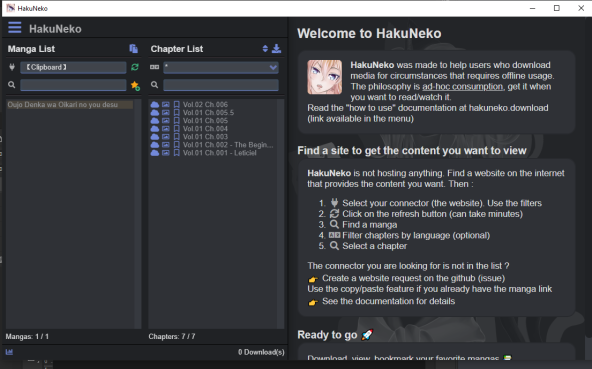 HakuNeko
HakuNeko
Manga List
【Clipboard】
Oujo Denka wa Oikari no you desu
Mangas: 1 / 1
Chapter List
*
Vol.02 Ch.006
Vol.01 Ch.005.5
Vol.01 Ch.005
Vol.01 Ch.004
Vol.01 Ch.003
Vol.01 Ch.002 - The Begin...
Vol.01 Ch.001 - Leticiel
Chapters: 7 / 7
0 Download(s)
Welcome to HakuNeko
HakuNeko was made to help users who download
media for circumstances that requires offline usage.
The philosophy is ad-hoc consumption, get it when
you want to read/watch it.
Read the "how to use" documentation at hakuneko.download
(link available in the menu)
Find a site to get the content you want to view
HakuNeko is not hosting anything. Find a website on the internet
that provides the content you want. Then :
1. Select your connector (the website). Use the filters
2. Click on the refresh button (can take minutes)
3. Find a manga
4. Filter chapters by language (optional)
5. Select a chapter
The connector you are looking for is not in the list ?
👉 Create a website request on the github (issue)
Use the copy/paste feature if you already have the manga link
👉 See the documentation for details
Ready to go 🚀
Download, view, bookmark your favorite mangas